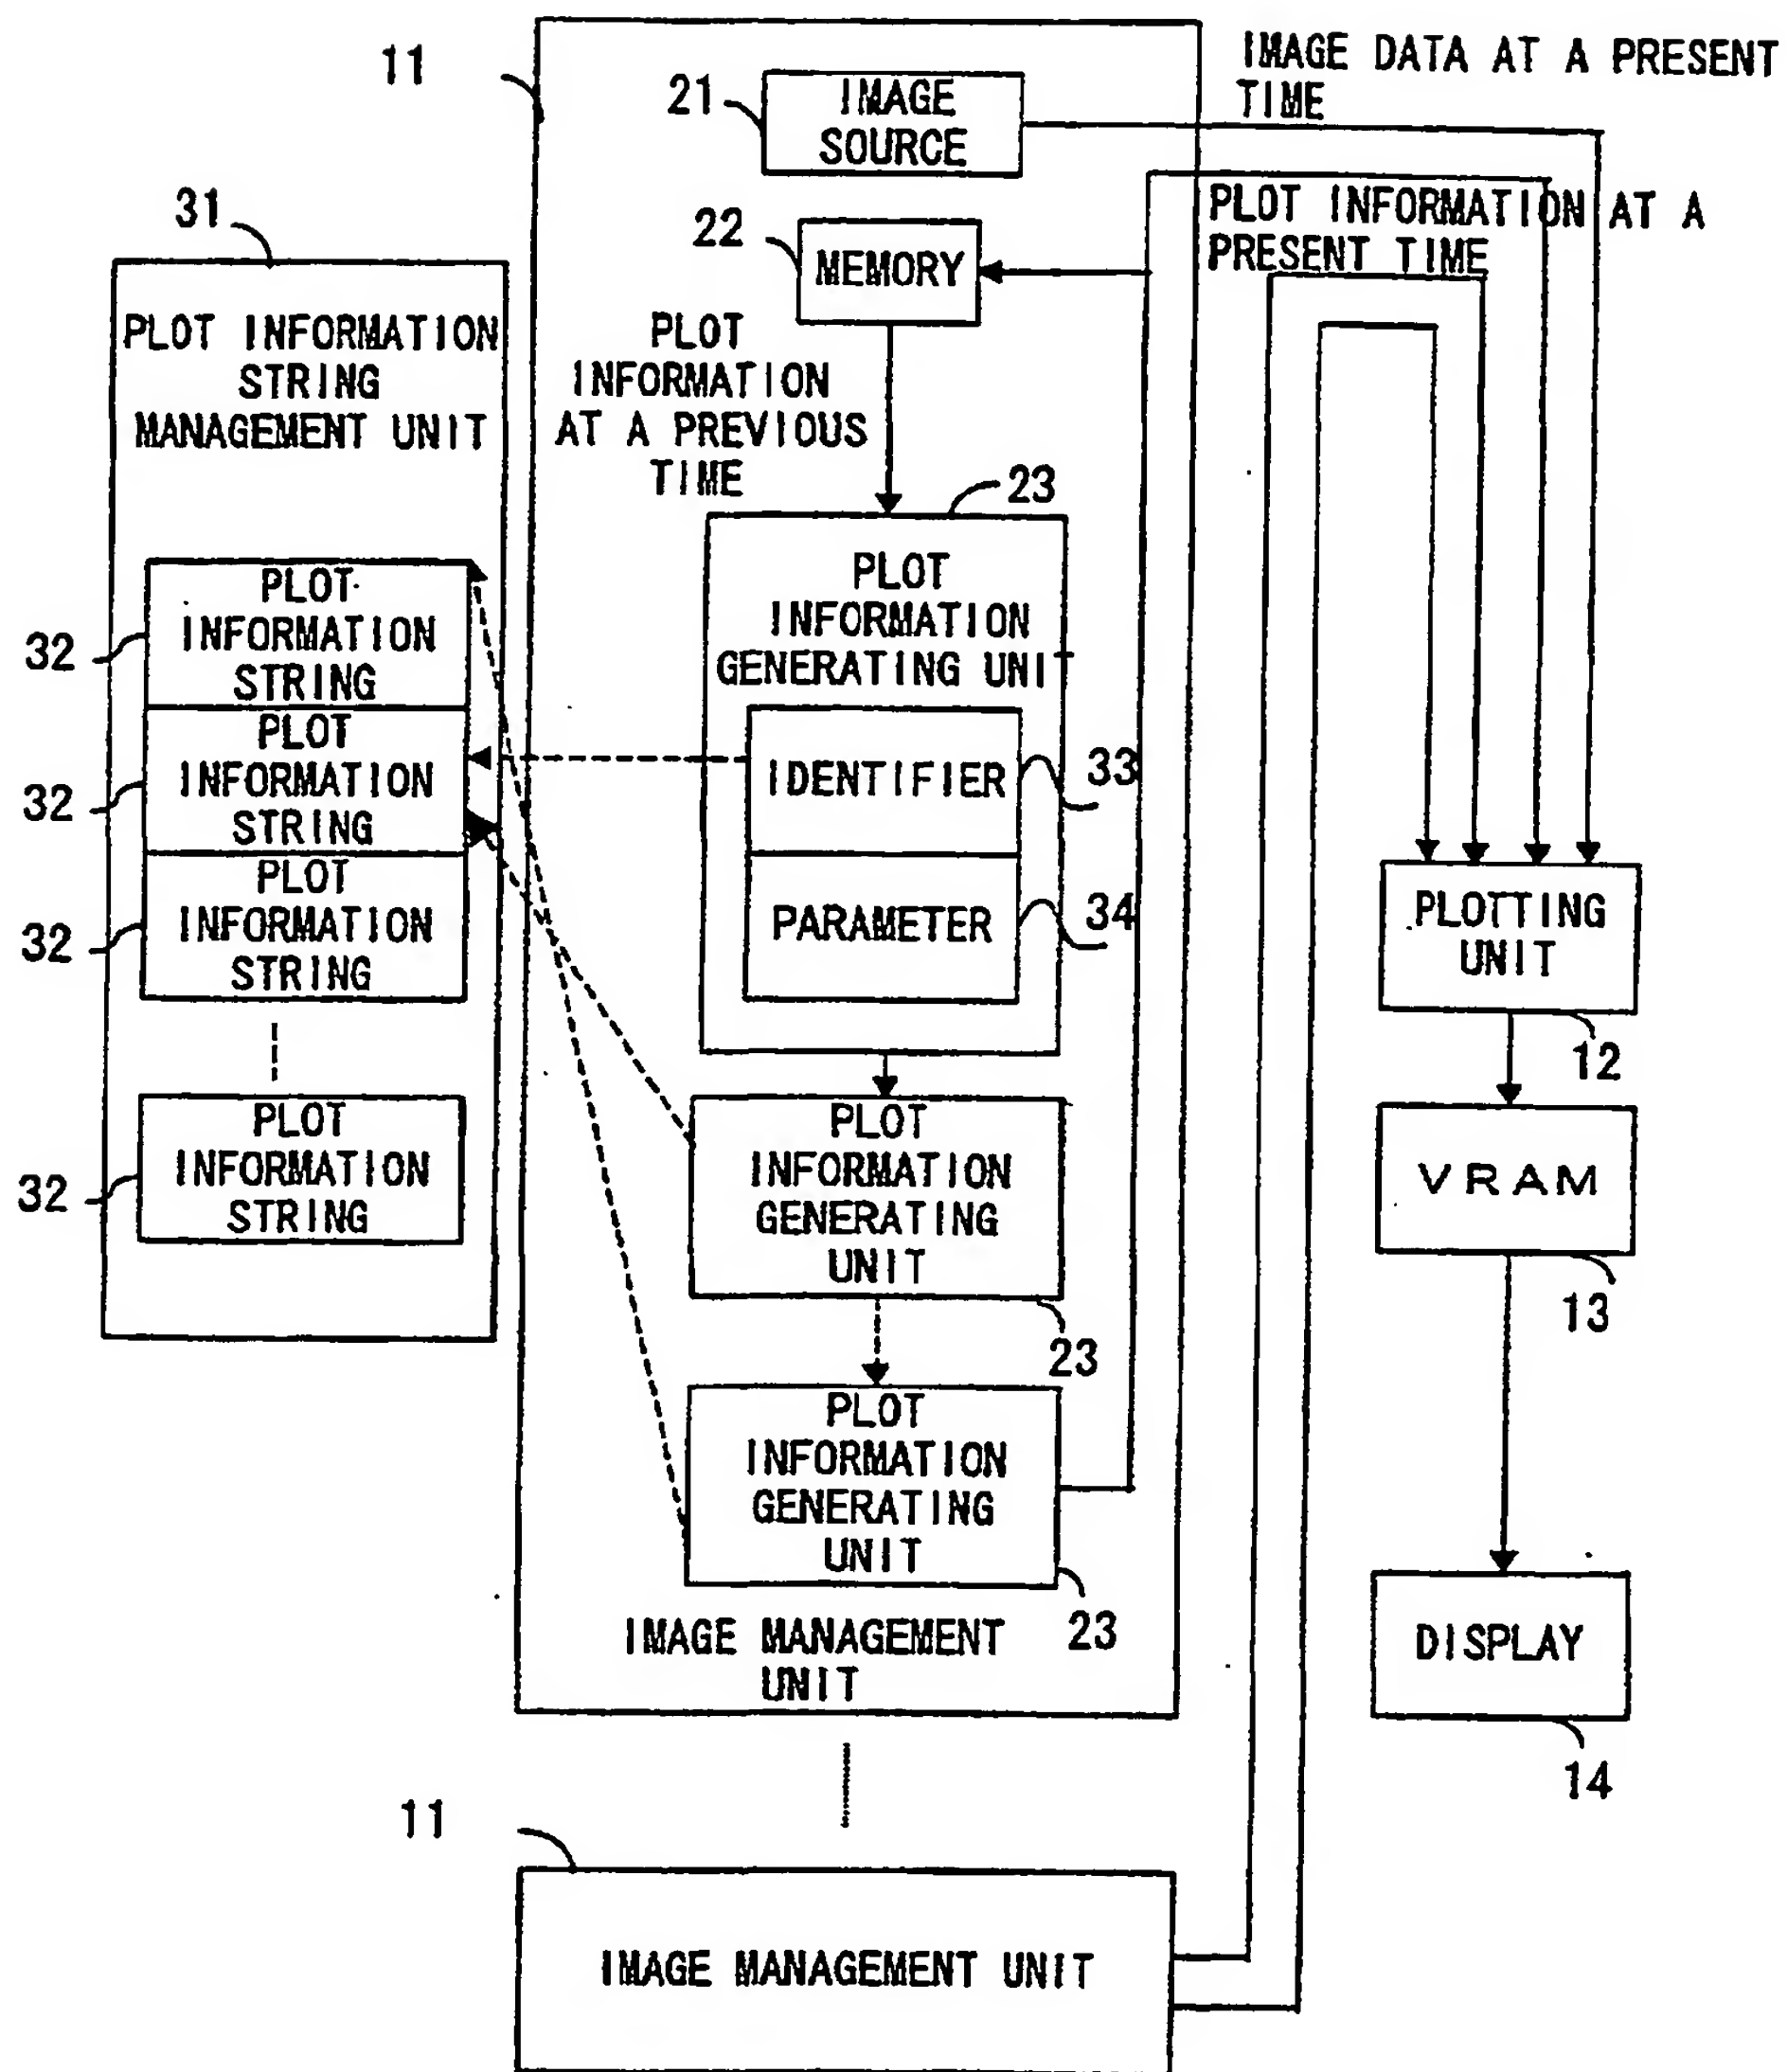 11
IMAGE DATA AT A PRESENT
TIME
21
IMAGE
SOURCE
31
22
MEMORY
PLOT INFORMATION AT A
PRESENT TIME
PLOT INFORMATION
STRING
MANAGEMENT UNIT
PLOT
INFORMATION
AT A PREVIOUS
TIME
23
PLOT
INFORMATION
GENERATING UNIT
32
PLOT
INFORMATION
STRING
32
PLOT
INFORMATION
STRING
32
PLOT
INFORMATION
STRING
IDENTIFIER
33
PARAMETER
34
PLOTTING
UNIT
12
32
PLOT
INFORMATION
STRING
PLOT
INFORMATION
GENERATING
UNIT
23
VRAM
13
PLOT
INFORMATION
GENERATING
UNIT
23
DISPLAY
14
IMAGE MANAGEMENT
UNIT
11
IMAGE MANAGEMENT UNIT